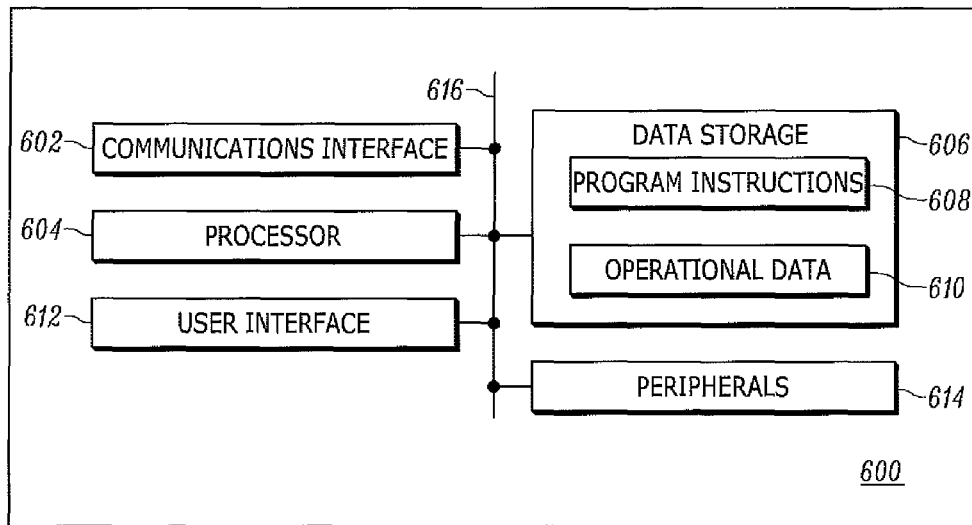 616
602
COMMUNICATIONS INTERFACE
DATA STORAGE
606
PROGRAM INSTRUCTIONS
608
604
PROCESSOR
OPERATIONAL DATA
610
612
USER INTERFACE
PERIPHERALS
614
600